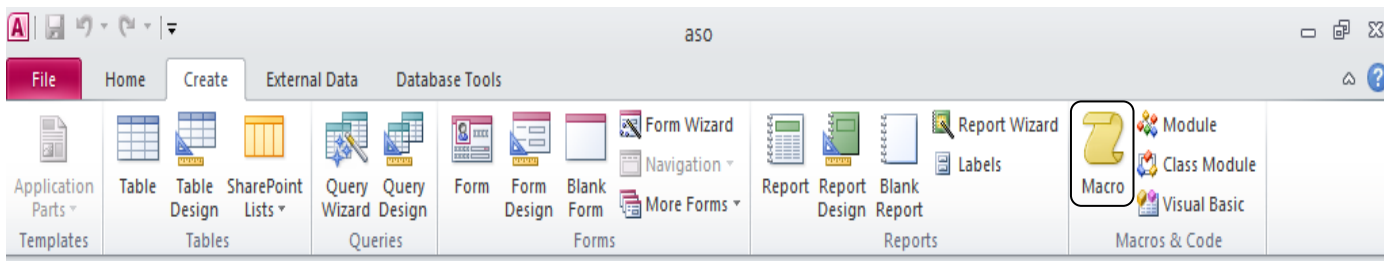 A
aso
File Home Create External Data Database Tools
?
Application Parts
Table
Table Design
SharePoint Lists
Query Wizard
Query Design
Form
Form Design
Blank Form
Form Wizard
Navigation
More Forms
Report
Report Design
Blank Report
Report Wizard
Labels
Macro
Module
Class Module
Visual Basic
Templates Tables Queries Forms Reports Macros & Code